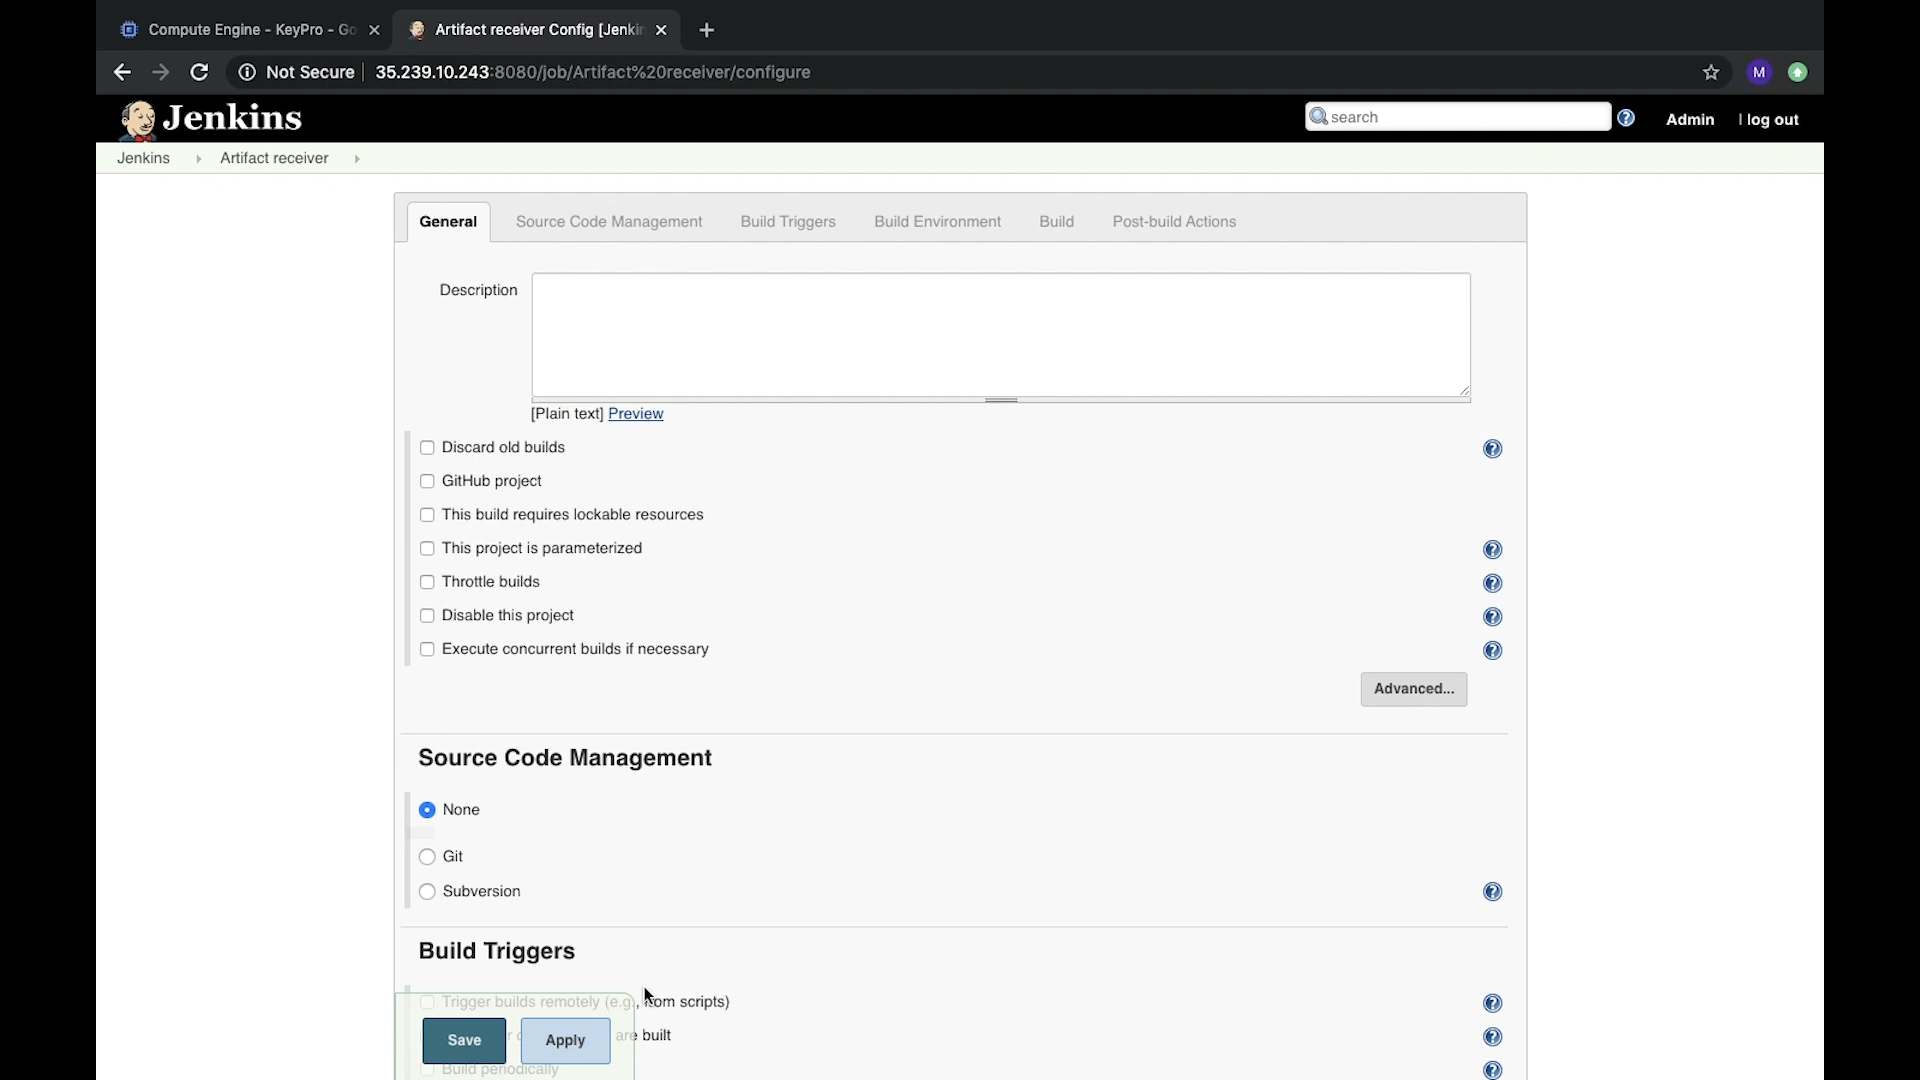 Compute Engine - KeyPro - Go
Artifact receiver Config [Jenki
Not Secure 35.239.10.243:8080/job/Artifact%20receiver/configure
M
Jenkins
search
Admin
| log out
Jenkins
Artifact receiver
General
Source Code Management
Build Triggers
Build Environment
Build
Post-build Actions
Description
[Plain text] Preview
Discard old builds
GitHub project
This build requires lockable resources
This project is parameterized
Throttle builds
Disable this project
Execute concurrent builds if necessary
Advanced...
Source Code Management
None
Git
Subversion
Build Triggers
Trigger builds remotely (e.g., from scripts)
are built
Save
Apply
Build periodically